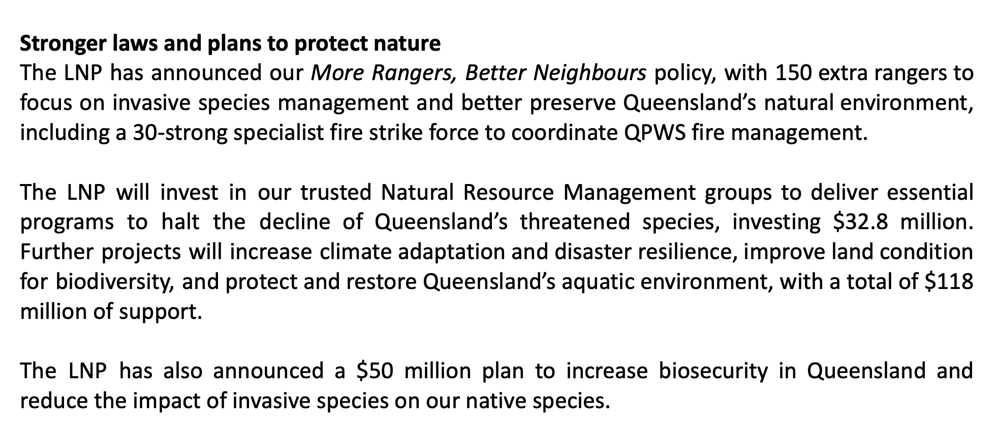 Stronger laws and plans to protect nature
The LNP has announced our More Rangers, Better Neighbours policy, with 150 extra rangers to
focus on invasive species management and better preserve Queensland’s natural environment,
including a 30-strong specialist fire strike force to coordinate QPWS fire management.
The LNP will invest in our trusted Natural Resource Management groups to deliver essential
programs to halt the decline of Queensland’s threatened species, investing $32.8 million.
Further projects will increase climate adaptation and disaster resilience, improve land condition
for biodiversity, and protect and restore Queensland’s aquatic environment, with a total of $118
million of support.
The LNP has also announced a $50 million plan to increase biosecurity in Queensland and
reduce the impact of invasive species on our native species.